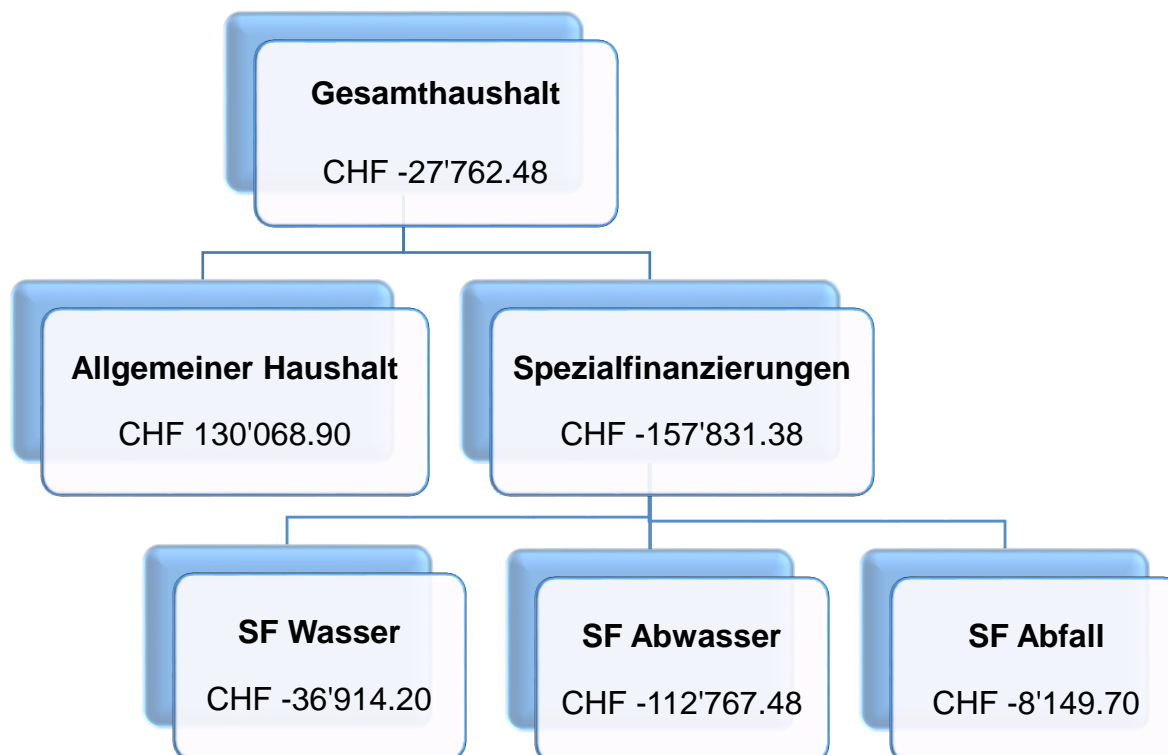 Gesamthaushalt
CHF -27'762.48
Allgemeiner Haushalt
CHF 130'068.90
Spezialfinanzierungen
CHF -157'831.38
SF Wasser
CHF -36'914.20
SF Abwasser
CHF -112'767.48
SF Abfall
CHF -8'149.70